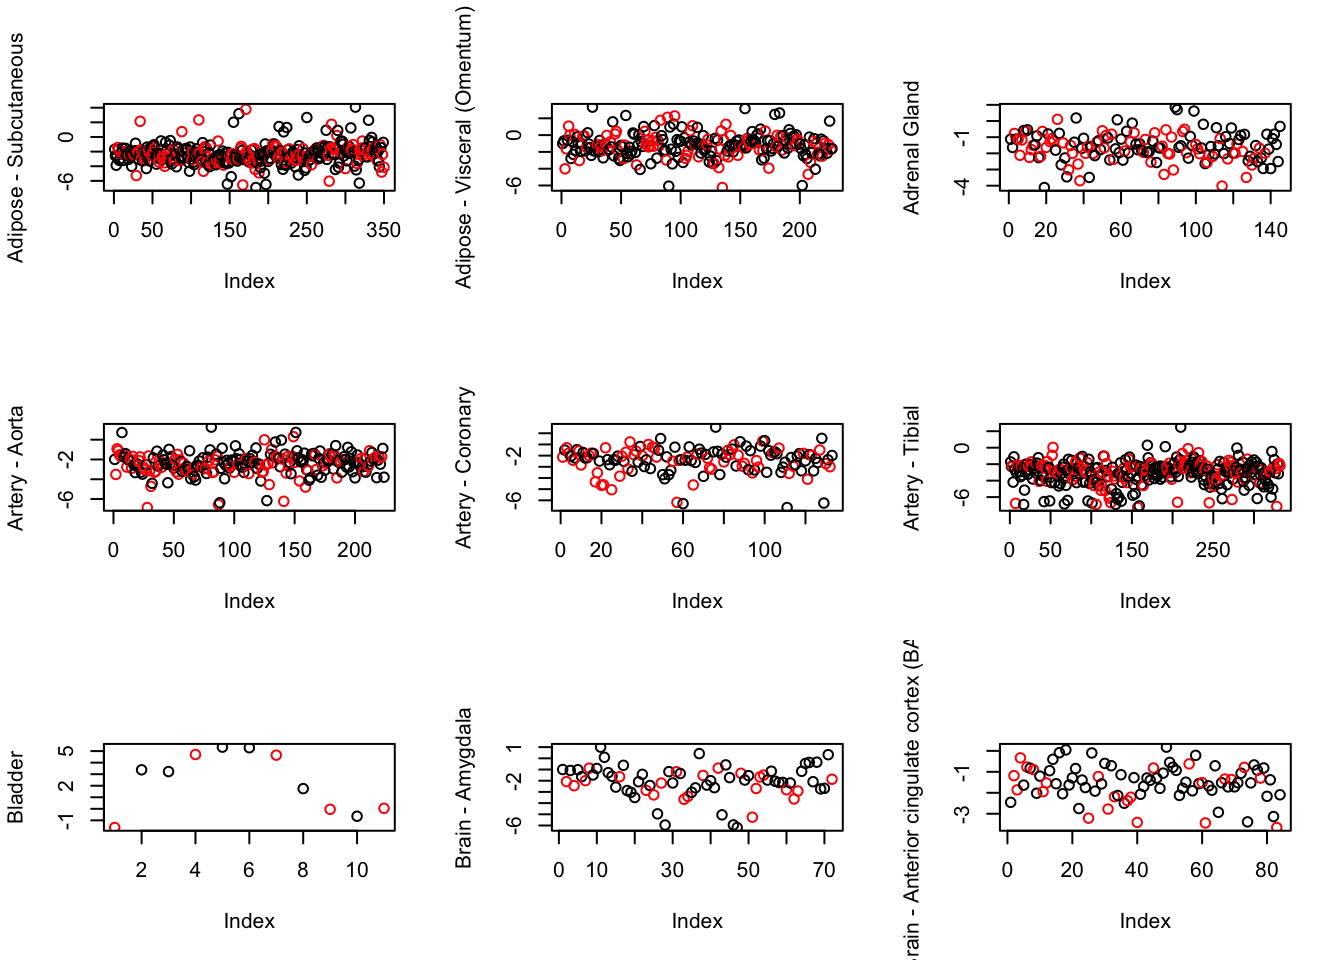 Adipose - Subcutaneous
0
-6
0 50 150 250 350
Index
Adipose - Visceral (Omentum)
0
-6
0 50 100 150 200
Index
Adrenal Gland
-1
-4
0 20 60 100 140
Index
Artery - Aorta
-2
-6
0 50 100 150 200
Index
Artery - Coronary
-2
-6
0 20 60 100
Index
Artery - Tibial
0
-6
0 50 150 250
Index
Bladder
5
2
-1
2 4 6 8 10
Index
Brain - Amygdala
1
-2
-6
0 10 30 50 70
Index
rain - Anterior cingulate cortex (BA
-1
-3
0 20 40 60 80
Index